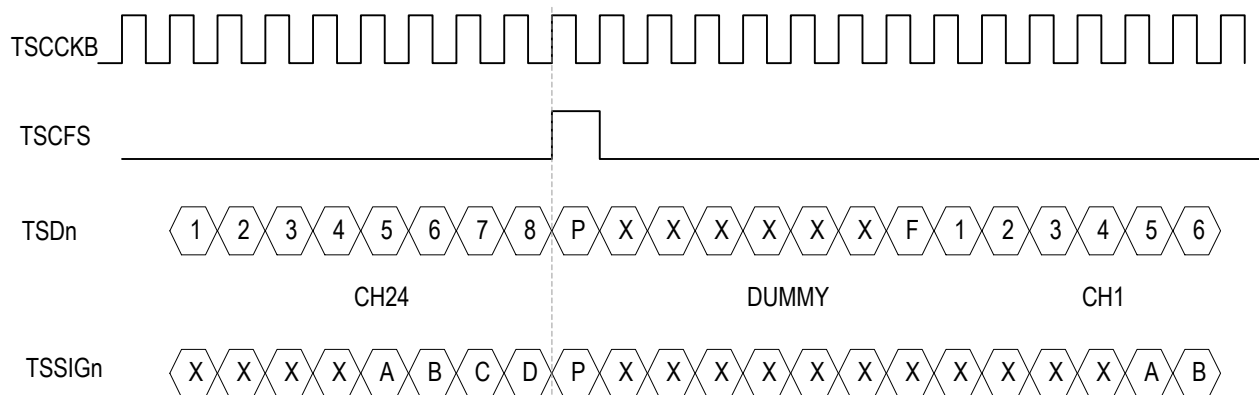 TSCCKB
TSCFS
TSDn 1 2 3 4 5 6 7 8 P X X X X X X F 1 2 3 4 5 6
CH24 DUMMY CH1
TSSIGn X X X X A B C D P X X X X X X X X X X X A B